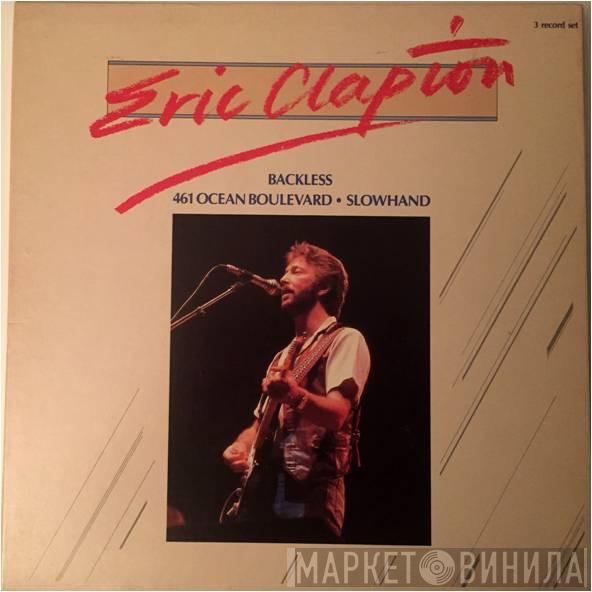 3 record set
Eric Clapton
BACKLESS
461 OCEAN BOULEVARD • SLOWHAND
МАРКЕТ ВИНИЛА